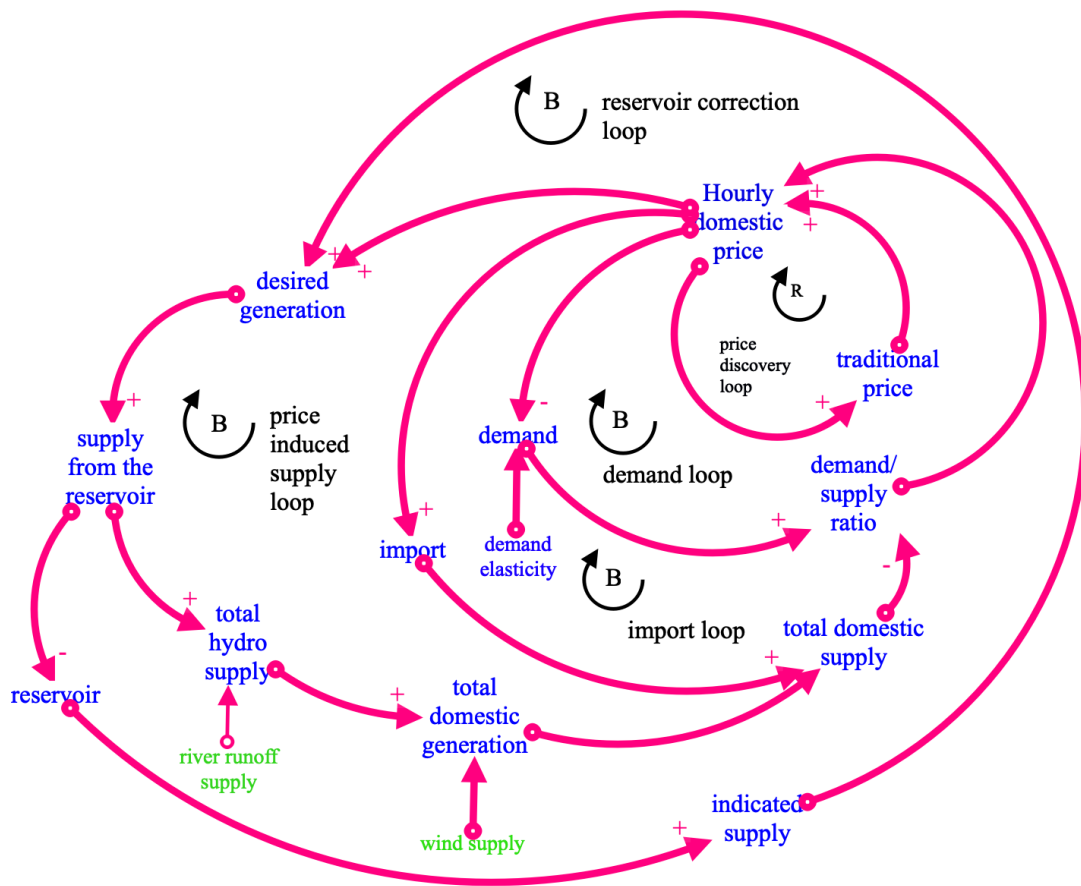 B
reservoir correction
loop
Hourly
domestic
price
+
+
+
+
desired
generation
R
price
discovery
loop
traditional
price
+
+
B
price
induced
supply
loop
supply
from the
reservoir
-
demand
B
demand loop
demand/
supply
ratio
+
+
import
demand
elasticity
-
B
import loop
+
total
hydro
supply
total domestic
supply
-
+
reservoir
+
total
domestic
generation
river runoff
supply
indicated
supply
+
wind supply